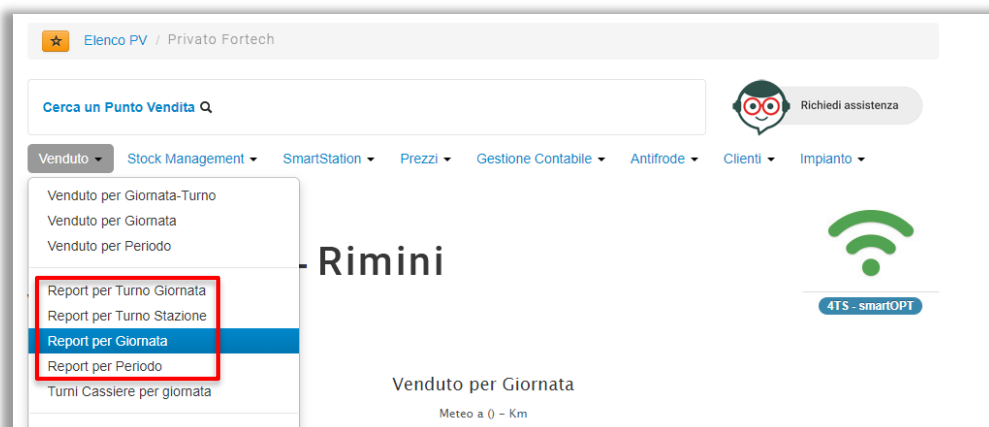 Elenco PV / Privato Fortech
Cerca un Punto Vendita
Richiedi assistenza
Venduto Stock Management SmartStation Prezzi Gestione Contabile Antifrode Clienti Impianto
Venduto per Giornata-Turno
Venduto per Giornata
Venduto per Periodo
- Rimini
Report per Turno Giornata
Report per Turno Stazione
4TS - smartOPT
Report per Giornata
Report per Periodo
Turni Cassiere per giornata
Venduto per Giornata
Meteo a () – Km